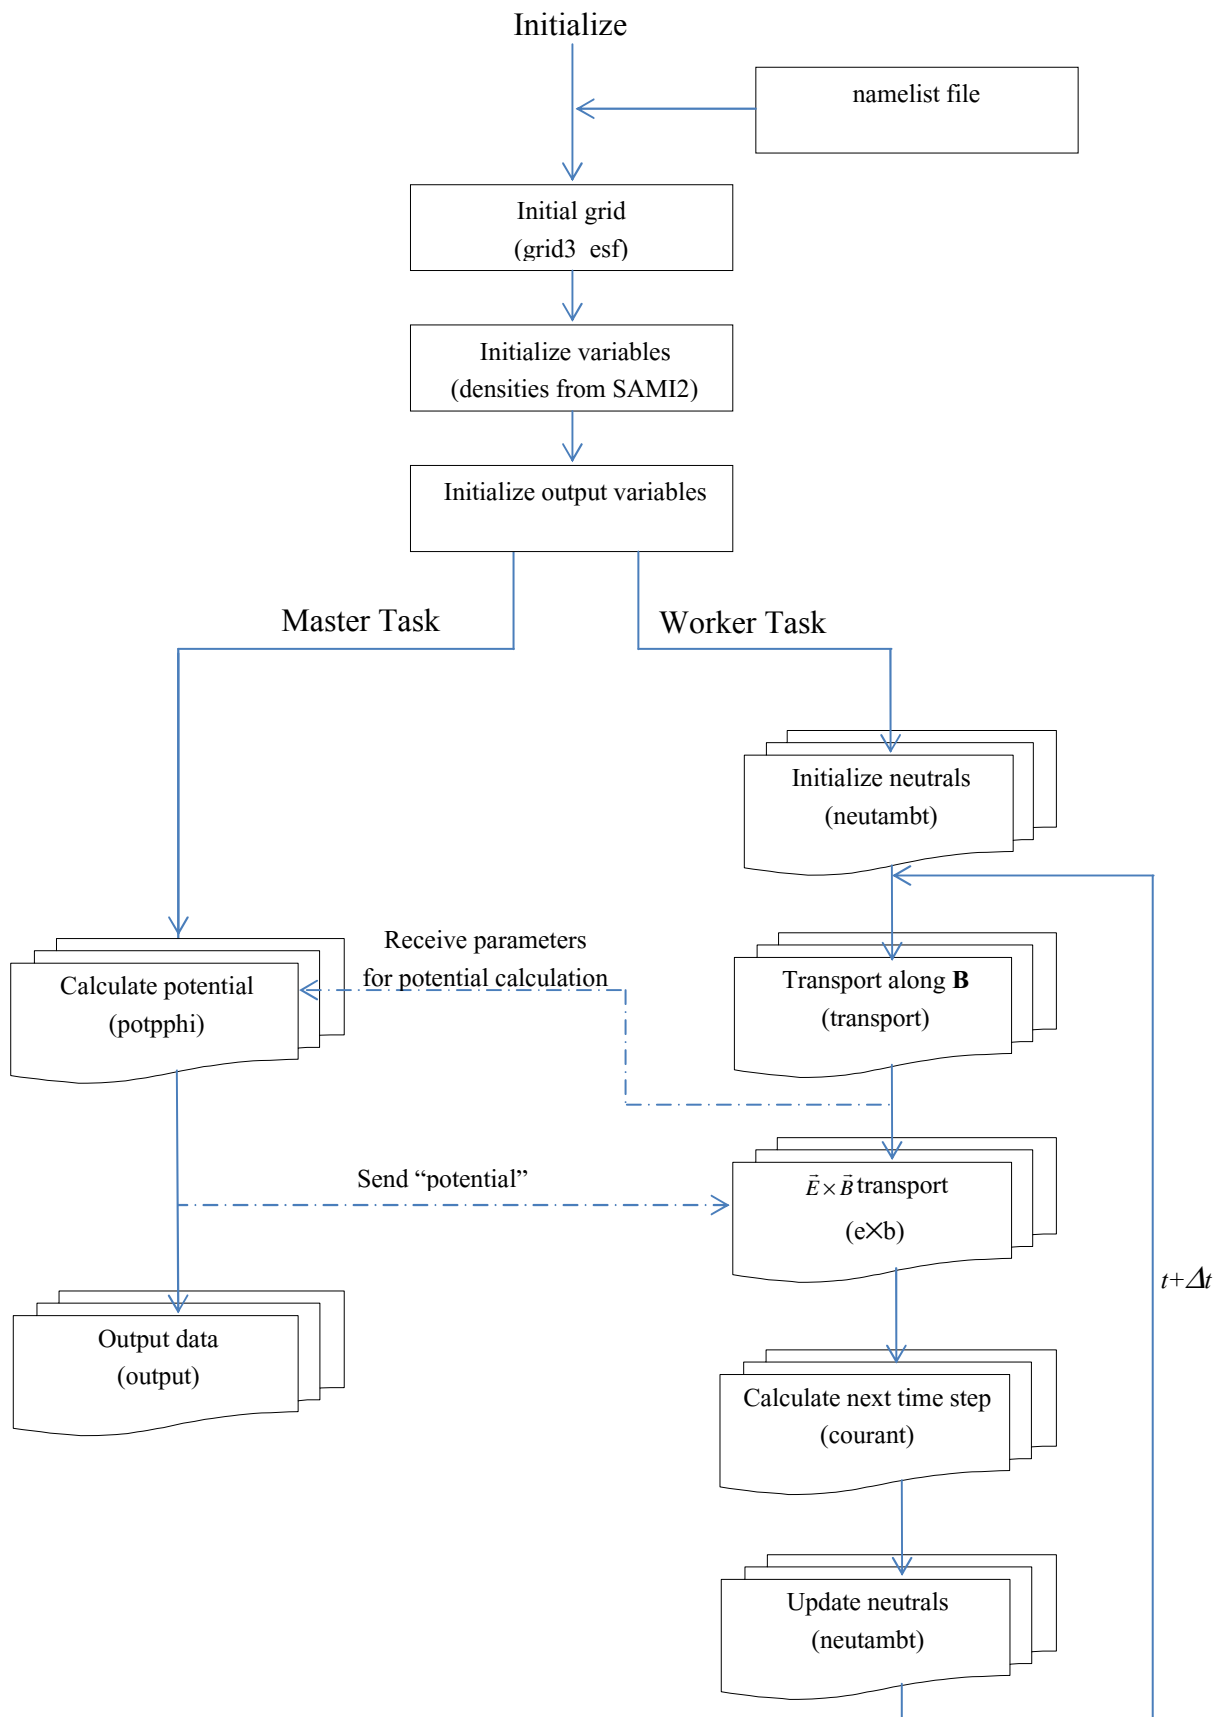 Initialize
namelist file
Initial grid
(grid3_esf)
Initialize variables
(densities from SAMI2)
Initialize output variables
Master Task
Worker Task
Initialize neutrals
(neutambt)
Receive parameters
for potential calculation
Calculate potential
(potpphi)
Transport along B
(transport)
Send “potential”
E⃗×B⃗ transport
(e×b)
t+Δt
Output data
(output)
Calculate next time step
(courant)
Update neutrals
(neutambt)